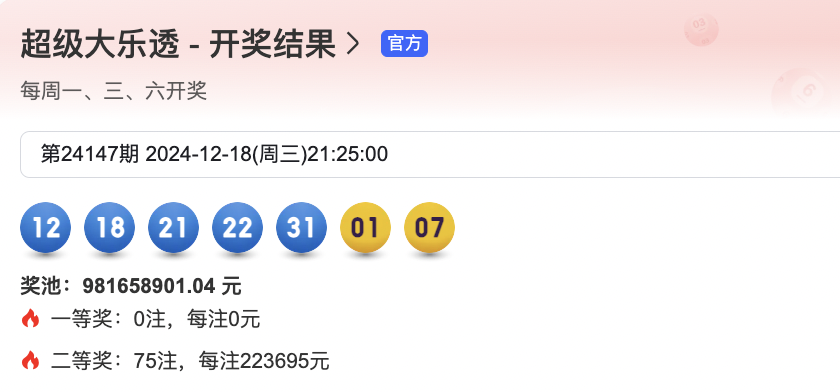 超级大乐透 - 开奖结果 官方
每周一、三、六开奖
第24147期 2024-12-18(周三)21:25:00
12 18 21 22 31 01 07
奖池：981658901.04 元
一等奖：0注，每注0元
二等奖：75注，每注223695元